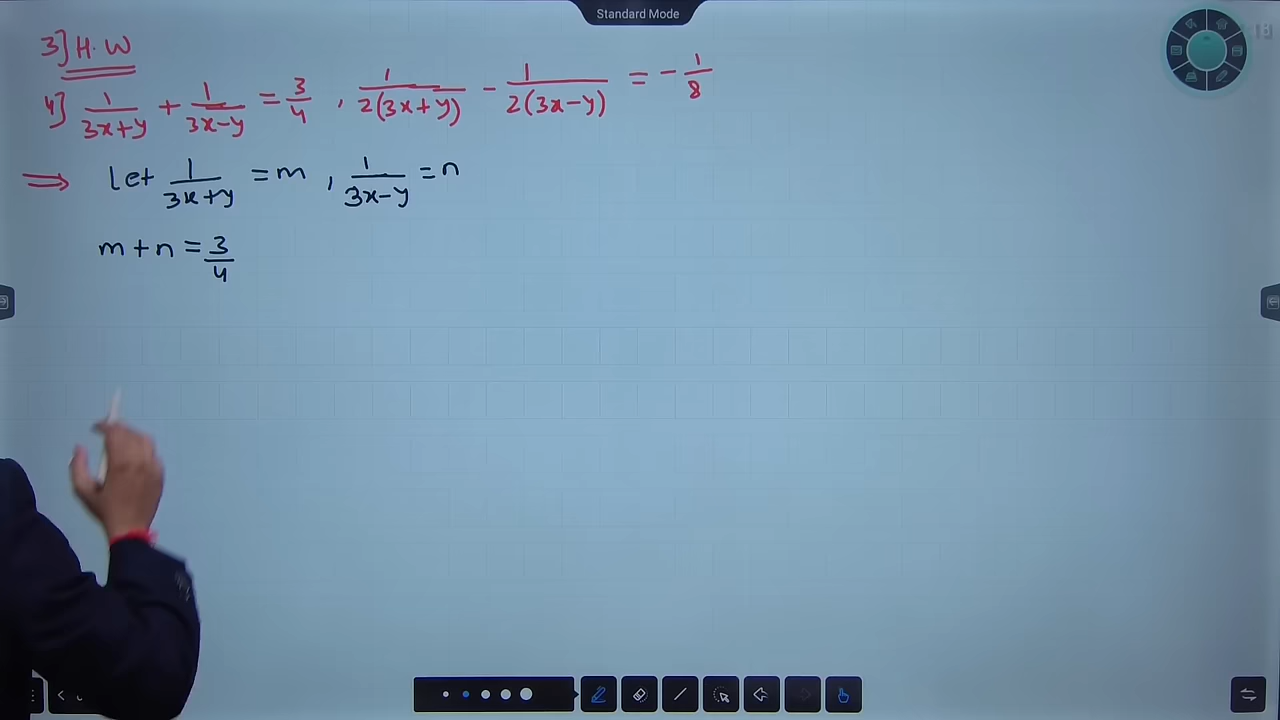 Standard Mode
18
3] H.W
4] 1/(3x+y) + 1/(3x-y) = 3/4 , 1/(2(3x+y)) - 1/(2(3x-y)) = -1/8
⇒ Let 1/(3x+y) = m , 1/(3x-y) = n
m + n = 3/4